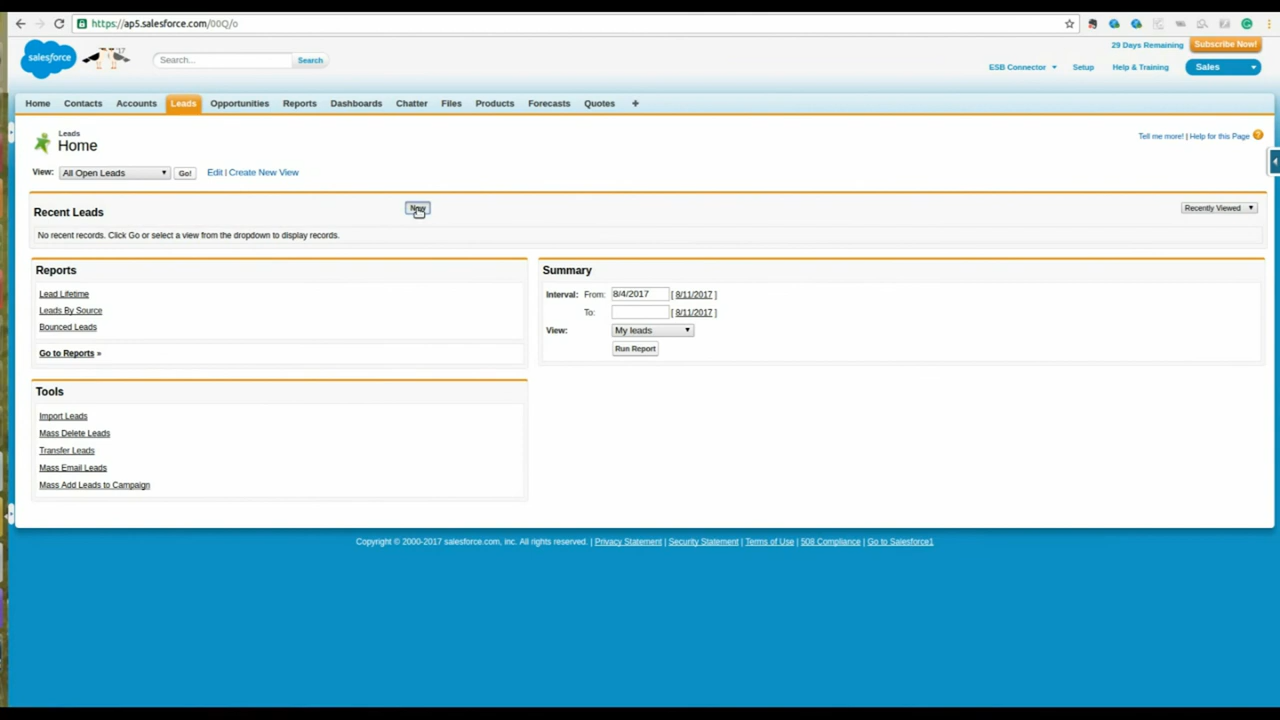 https://ap5.salesforce.com/00Q/o
salesforce
'17
Search...
Search
29 Days Remaining
Subscribe Now!
ESB Connector
Setup
Help & Training
Sales
Home Contacts Accounts Leads Opportunities Reports Dashboards Chatter Files Products Forecasts Quotes +
Leads
Home
Tell me more! | Help for this Page ?
View: All Open Leads Go! Edit | Create New View
Recent Leads
New
Recently Viewed
No recent records. Click Go or select a view from the dropdown to display records.
Reports
Lead Lifetime
Leads By Source
Bounced Leads
Go to Reports »
Summary
Interval: From: 8/4/2017 [ 8/11/2017 ]
To: [ 8/11/2017 ]
View: My leads
Run Report
Tools
Import Leads
Mass Delete Leads
Transfer Leads
Mass Email Leads
Mass Add Leads to Campaign
Copyright © 2000-2017 salesforce.com, inc. All rights reserved. | Privacy Statement | Security Statement | Terms of Use | 508 Compliance | Go to Salesforce1